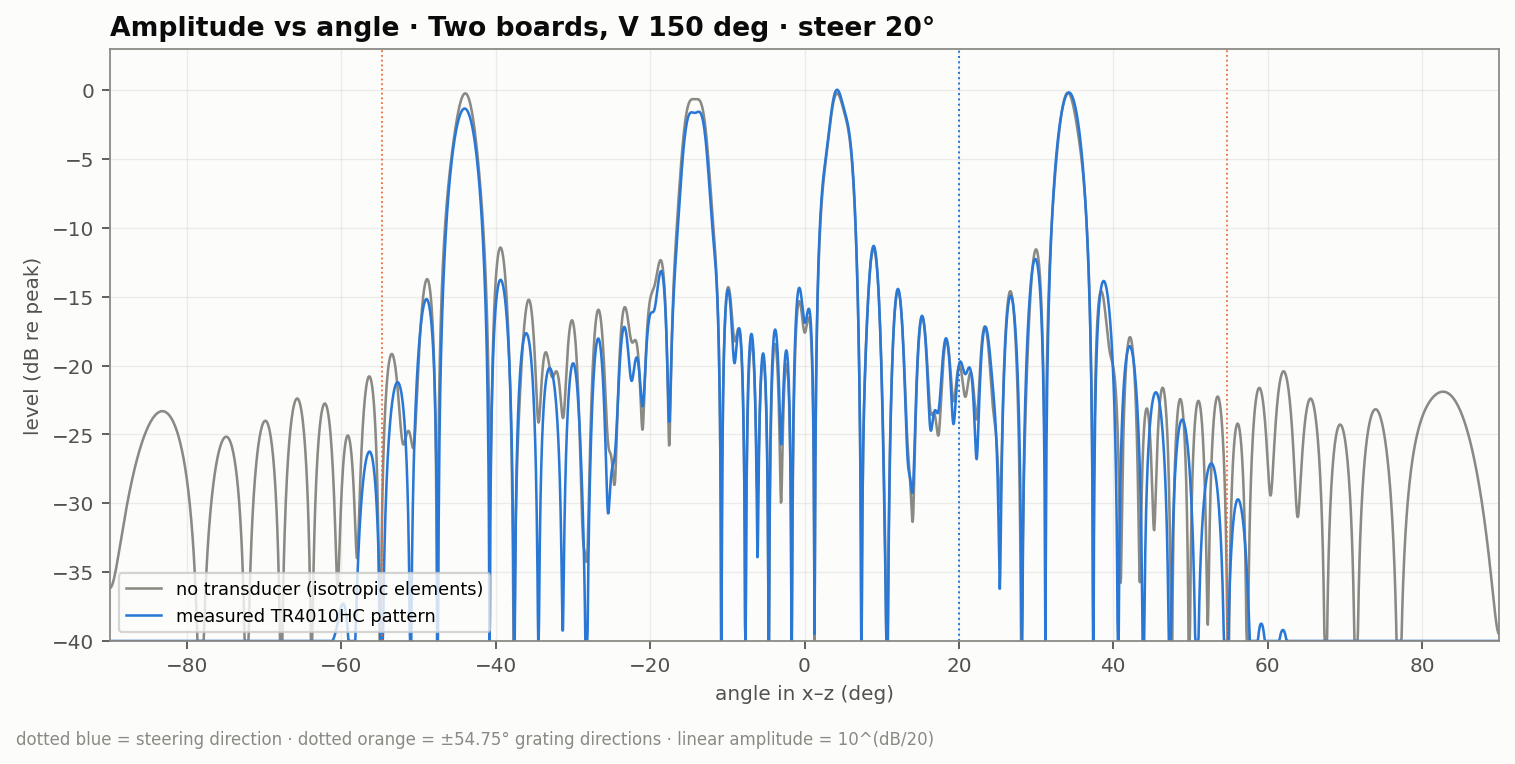 Amplitude vs angle · Two boards, V 150 deg · steer 20°
level (dB re peak)
0
−5
−10
−15
−20
−25
−30
−35
−40
no transducer (isotropic elements)
measured TR4010HC pattern
−80 −60 −40 −20 0 20 40 60 80
angle in x–z (deg)
dotted blue = steering direction · dotted orange = ±54.75° grating directions · linear amplitude = 10^(dB/20)